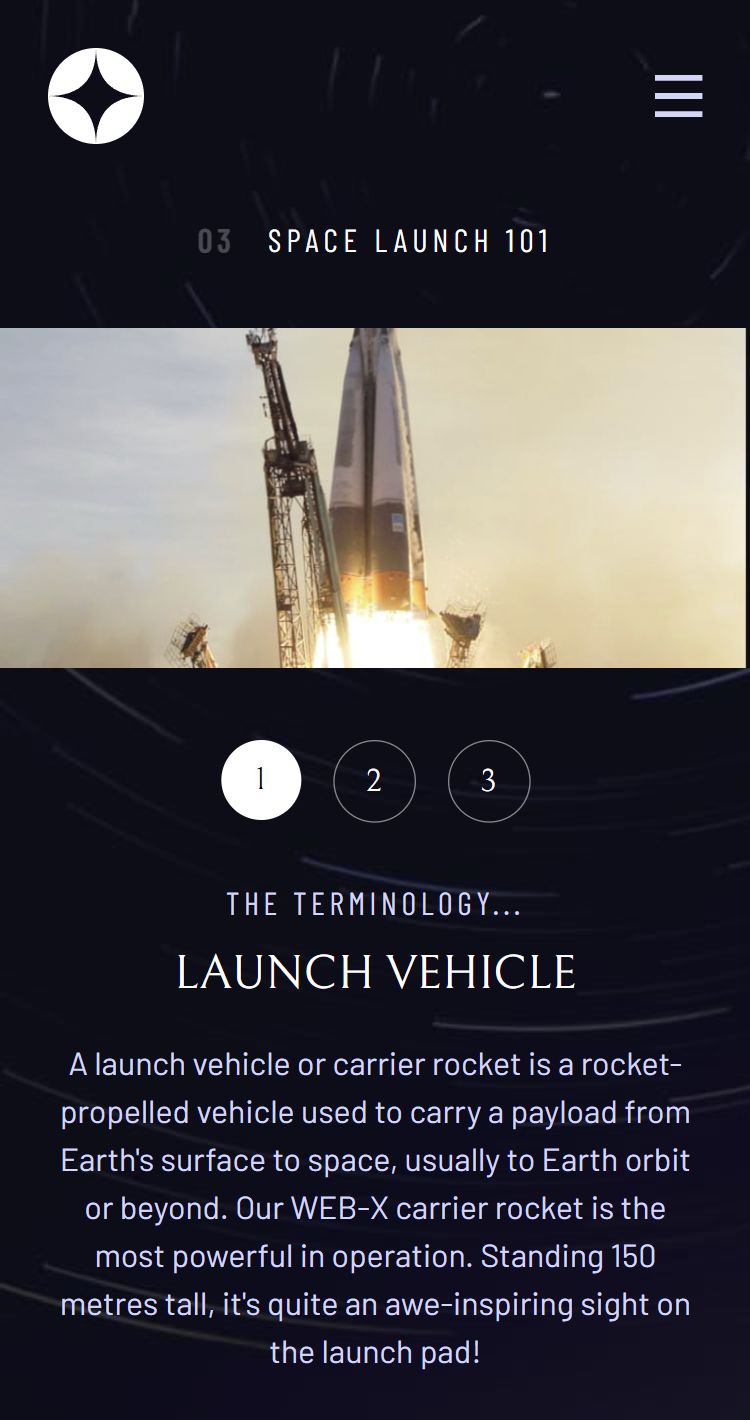 03 SPACE LAUNCH 101
1 2 3
THE TERMINOLOGY...
LAUNCH VEHICLE
A launch vehicle or carrier rocket is a rocket-
propelled vehicle used to carry a payload from
Earth's surface to space, usually to Earth orbit
or beyond. Our WEB-X carrier rocket is the
most powerful in operation. Standing 150
metres tall, it's quite an awe-inspiring sight on
the launch pad!